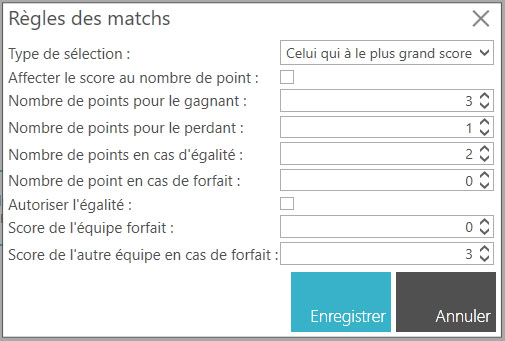 Règles des matchs
Type de sélection : Celui qui à le plus grand score
Affecter le score au nombre de point :
Nombre de points pour le gagnant : 3
Nombre de points pour le perdant : 1
Nombre de points en cas d'égalité : 2
Nombre de point en cas de forfait : 0
Autoriser l'égalité :
Score de l'équipe forfait : 0
Score de l'autre équipe en cas de forfait : 3
Enregistrer Annuler